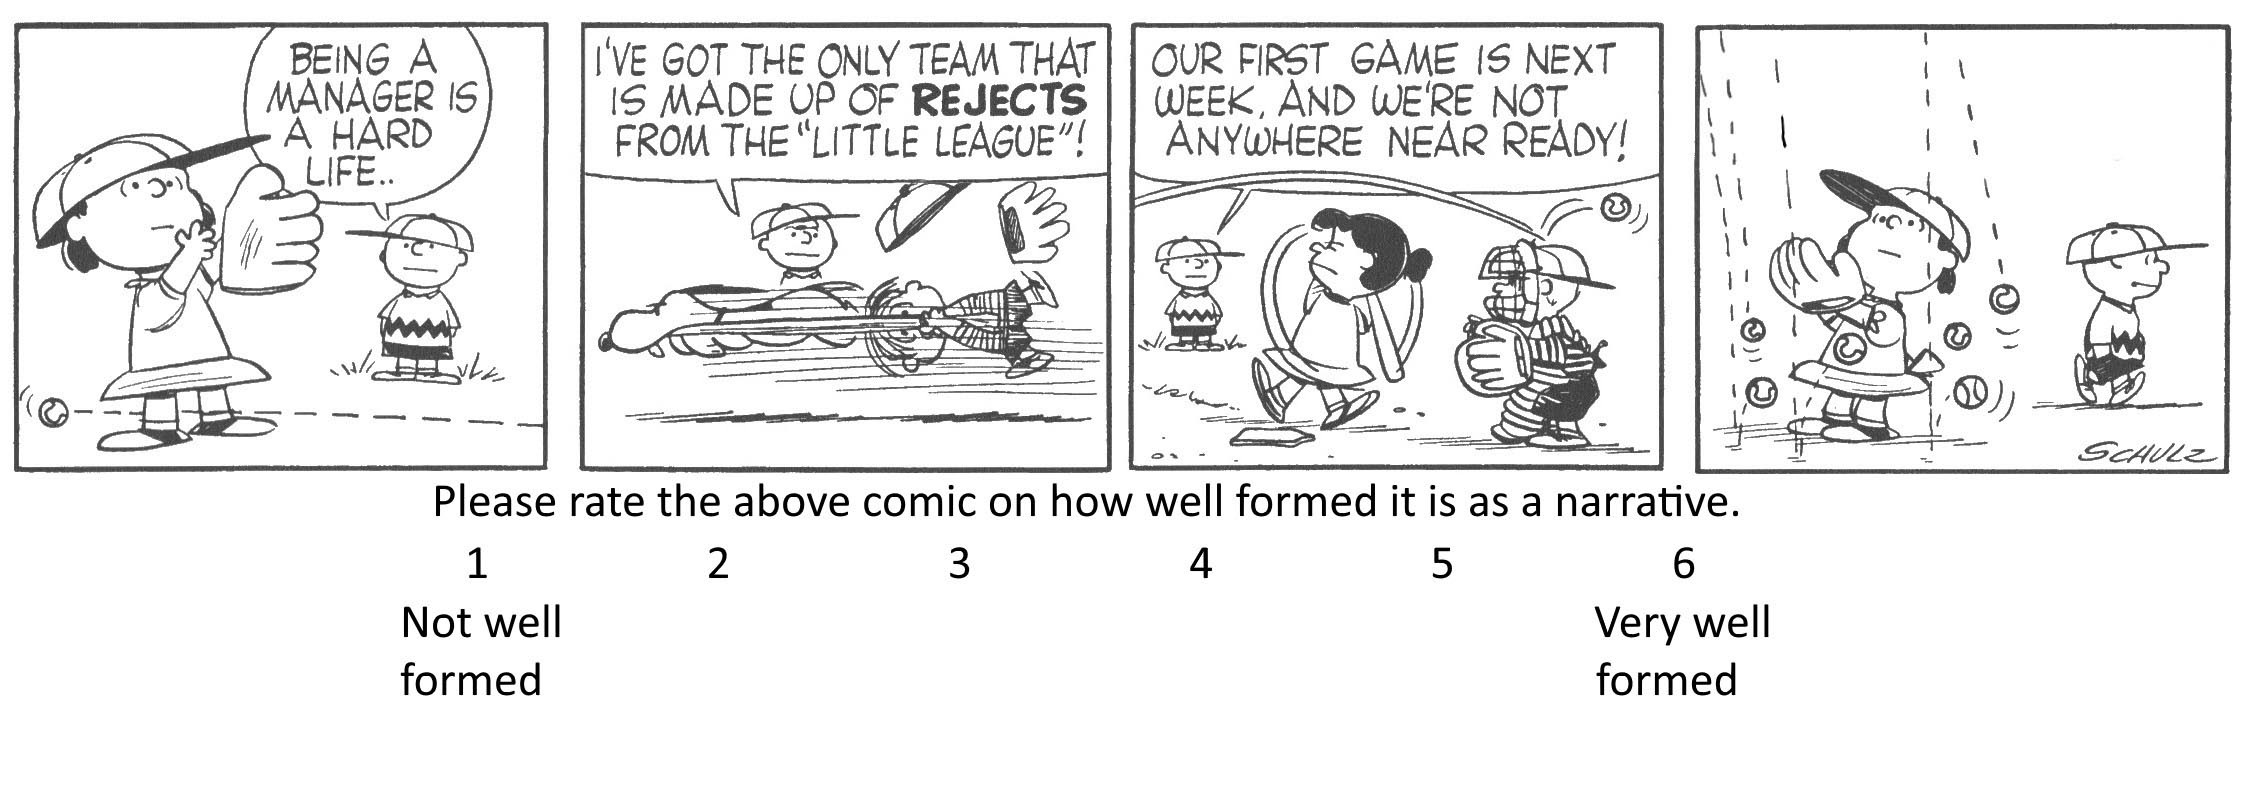 BEING A
MANAGER IS
A HARD
LIFE..
I'VE GOT THE ONLY TEAM THAT
IS MADE UP OF REJECTS
FROM THE "LITTLE LEAGUE"!
OUR FIRST GAME IS NEXT
WEEK, AND WE'RE NOT
ANYWHERE NEAR READY!
SCHULZ
Please rate the above comic on how well formed it is as a narrative.
1 2 3 4 5 6
Not well
formed
Very well
formed